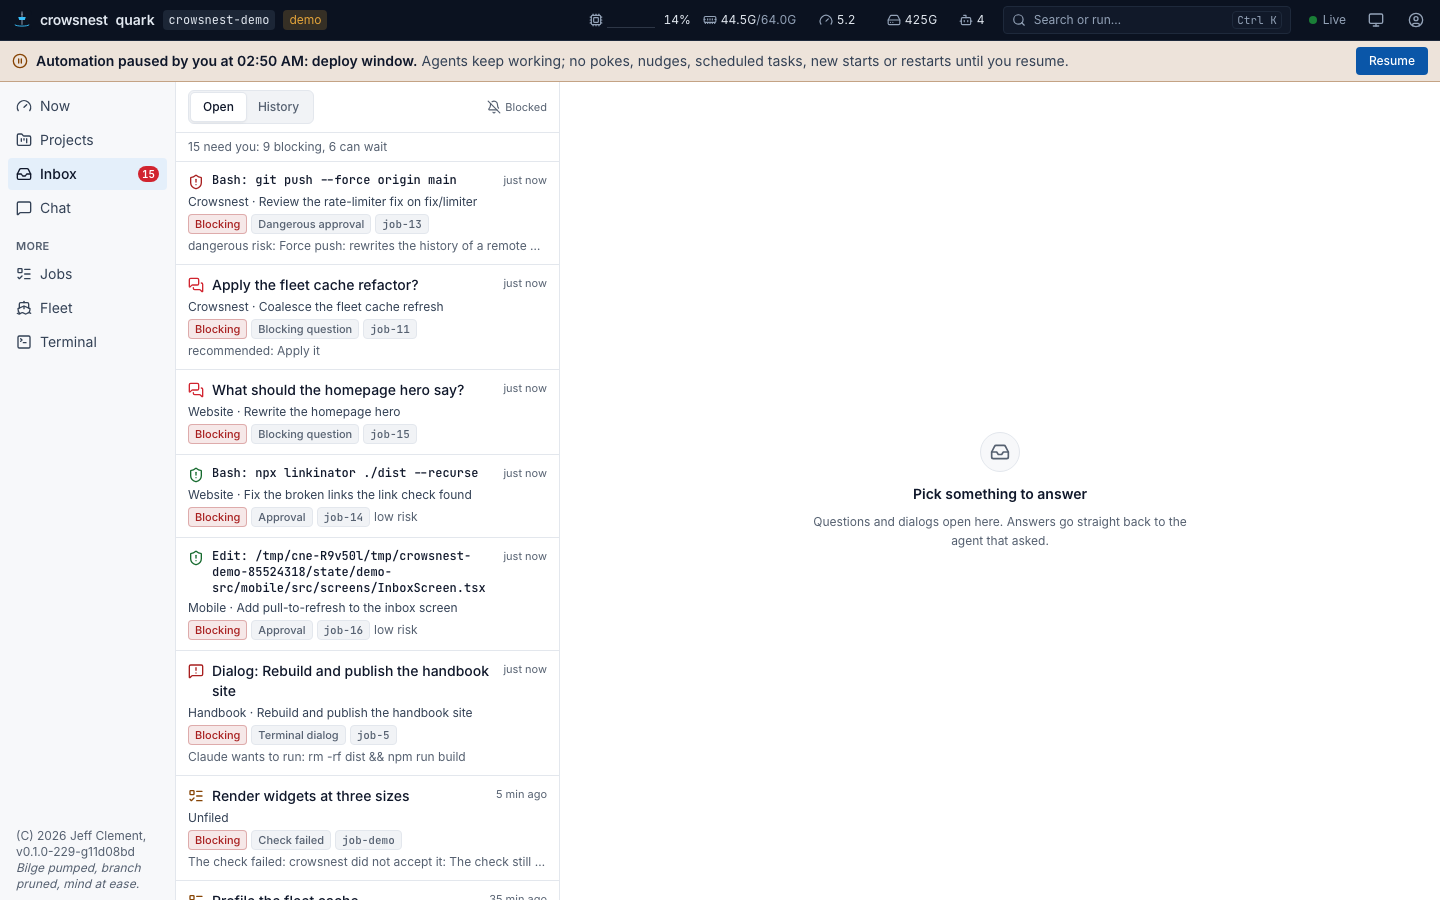 crowsnest quark crowsnest-demo demo 14% 44.5G/64.0G 5.2 425G 4 Search or run... Ctrl K Live
Automation paused by you at 02:50 AM: deploy window. Agents keep working; no pokes, nudges, scheduled tasks, new starts or restarts until you resume. Resume
Now
Projects
Inbox 15
Chat
MORE
Jobs
Fleet
Terminal
(C) 2026 Jeff Clement,
v0.1.0-229-g11d08bd
Bilge pumped, branch
pruned, mind at ease.
Open History Blocked
15 need you: 9 blocking, 6 can wait
Bash: git push --force origin main just now
Crowsnest · Review the rate-limiter fix on fix/limiter
Blocking Dangerous approval job-13
dangerous risk: Force push: rewrites the history of a remote ...
Apply the fleet cache refactor? just now
Crowsnest · Coalesce the fleet cache refresh
Blocking Blocking question job-11
recommended: Apply it
What should the homepage hero say? just now
Website · Rewrite the homepage hero
Blocking Blocking question job-15
Bash: npx linkinator ./dist --recurse just now
Website · Fix the broken links the link check found
Blocking Approval job-14 low risk
Edit: /tmp/cne-R9v50l/tmp/crowsnest- just now
demo-85524318/state/demo-
src/mobile/src/screens/InboxScreen.tsx
Mobile · Add pull-to-refresh to the inbox screen
Blocking Approval job-16 low risk
Dialog: Rebuild and publish the handbook just now
site
Handbook · Rebuild and publish the handbook site
Blocking Terminal dialog job-5
Claude wants to run: rm -rf dist && npm run build
Render widgets at three sizes 5 min ago
Unfiled
Blocking Check failed job-demo
The check failed: crowsnest did not accept it: The check still ...
Profile the fleet cache 35 min ago
Pick something to answer
Questions and dialogs open here. Answers go straight back to the
agent that asked.